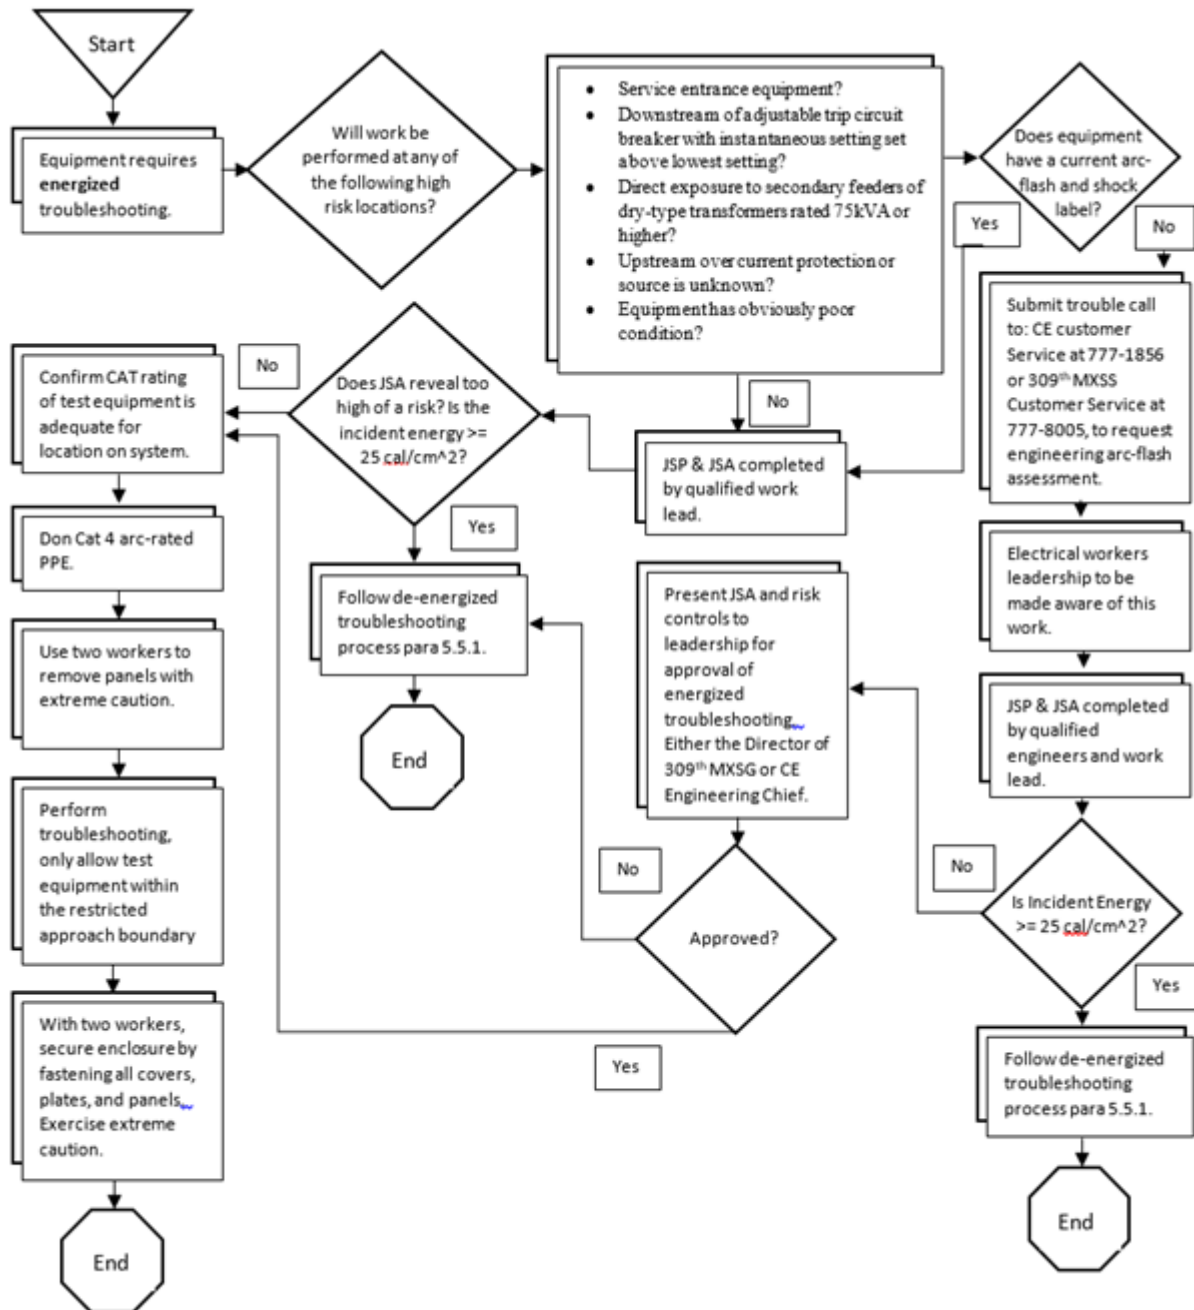 Start
Equipment requires
energized
troubleshooting.
Will work be
performed at any of
the following high
risk locations?
• Service entrance equipment?
• Downstream of adjustable trip circuit
breaker with instantaneous setting set
above lowest setting?
• Direct exposure to secondary feeders of
dry-type transformers rated 75kVA or
higher?
• Upstream over current protection or
source is unknown?
• Equipment has obviously poor
condition?
Does equipment
have a current arc-
flash and shock
label?
Yes
No
Submit trouble call
to: CE customer
Service at 777-1856
or 309th MXSS
Customer Service at
777-8005, to request
engineering arc-flash
assessment.
No
JSP & JSA completed
by qualified work
lead.
Does JSA reveal too
high of a risk? Is the
incident energy >=
25 cal/cm^2?
No
Yes
Confirm CAT rating
of test equipment is
adequate for
location on system.
Don Cat 4 arc-rated
PPE.
Use two workers to
remove panels with
extreme caution.
Perform
troubleshooting,
only allow test
equipment within
the restricted
approach boundary
With two workers,
secure enclosure by
fastening all covers,
plates, and panels.
Exercise extreme
caution.
End
Follow de-energized
troubleshooting
process para 5.5.1.
End
Present JSA and risk
controls to
leadership for
approval of
energized
troubleshooting.
Either the Director of
309th MXSG or CE
Engineering Chief.
No
Approved?
Yes
Electrical workers
leadership to be
made aware of this
work.
JSP & JSA completed
by qualified
engineers and work
lead.
No
Is Incident Energy
>= 25 cal/cm^2?
Yes
Follow de-energized
troubleshooting
process para 5.5.1.
End